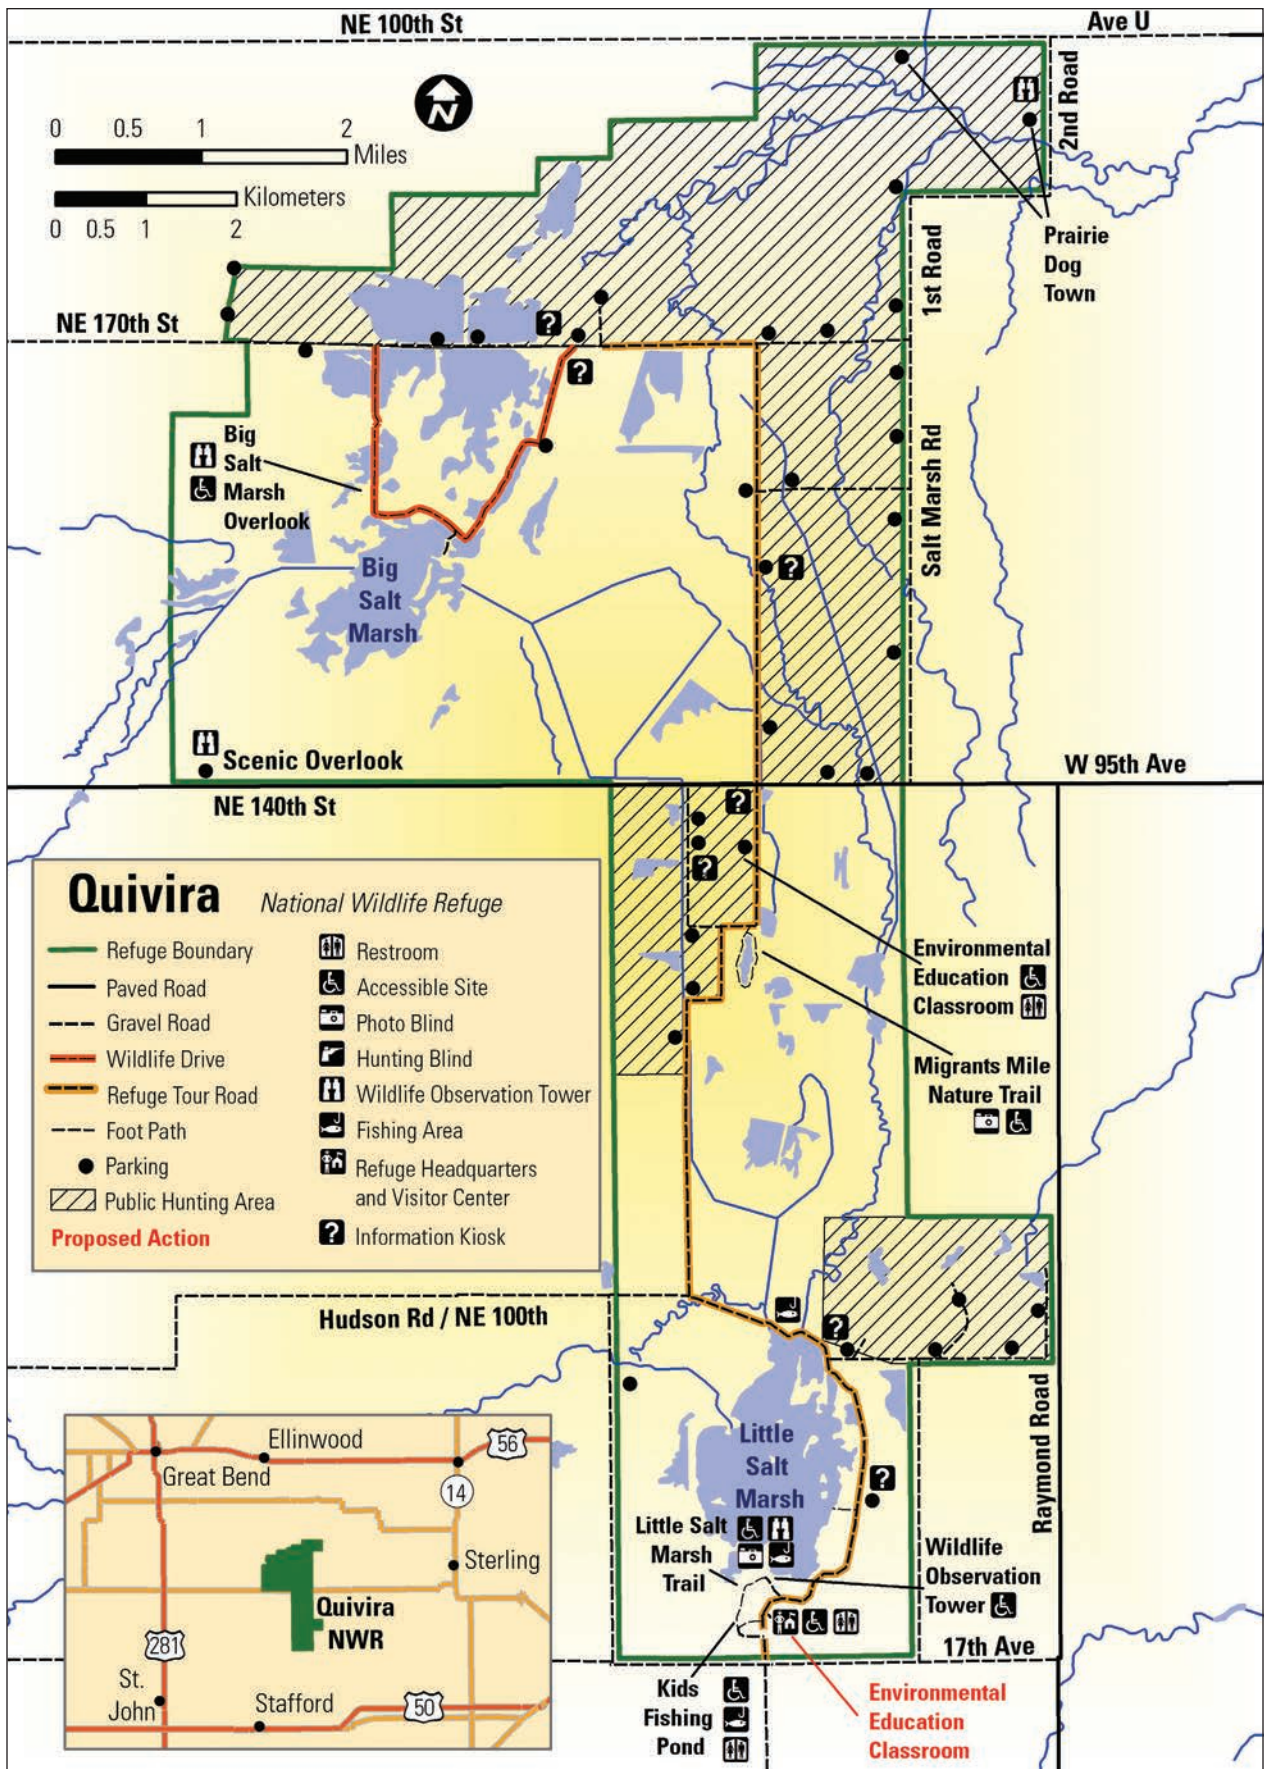 NE 100th St
Ave U
0 0.5 1 2
Miles
Kilometers
0 0.5 1 2
N
2nd Road
Prairie
Dog
Town
1st Road
NE 170th St
?
?
Big
Salt
Marsh
Overlook
Salt Marsh Rd
Big
Salt
Marsh
?
Scenic Overlook
W 95th Ave
NE 140th St
?
?
Quivira National Wildlife Refuge
Refuge Boundary
Paved Road
Gravel Road
Wildlife Drive
Refuge Tour Road
Foot Path
Parking
Public Hunting Area
Proposed Action
Restroom
Accessible Site
Photo Blind
Hunting Blind
Wildlife Observation Tower
Fishing Area
Refuge Headquarters
and Visitor Center
? Information Kiosk
Environmental
Education
Classroom
Migrants Mile
Nature Trail
Hudson Rd / NE 100th
?
Raymond Road
Little
Salt
Marsh
?
Little Salt
Marsh
Trail
Wildlife
Observation
Tower
17th Ave
Kids
Fishing
Pond
Environmental
Education
Classroom
Ellinwood
56
Great Bend
14
Sterling
Quivira
NWR
281
St.
John
Stafford
50